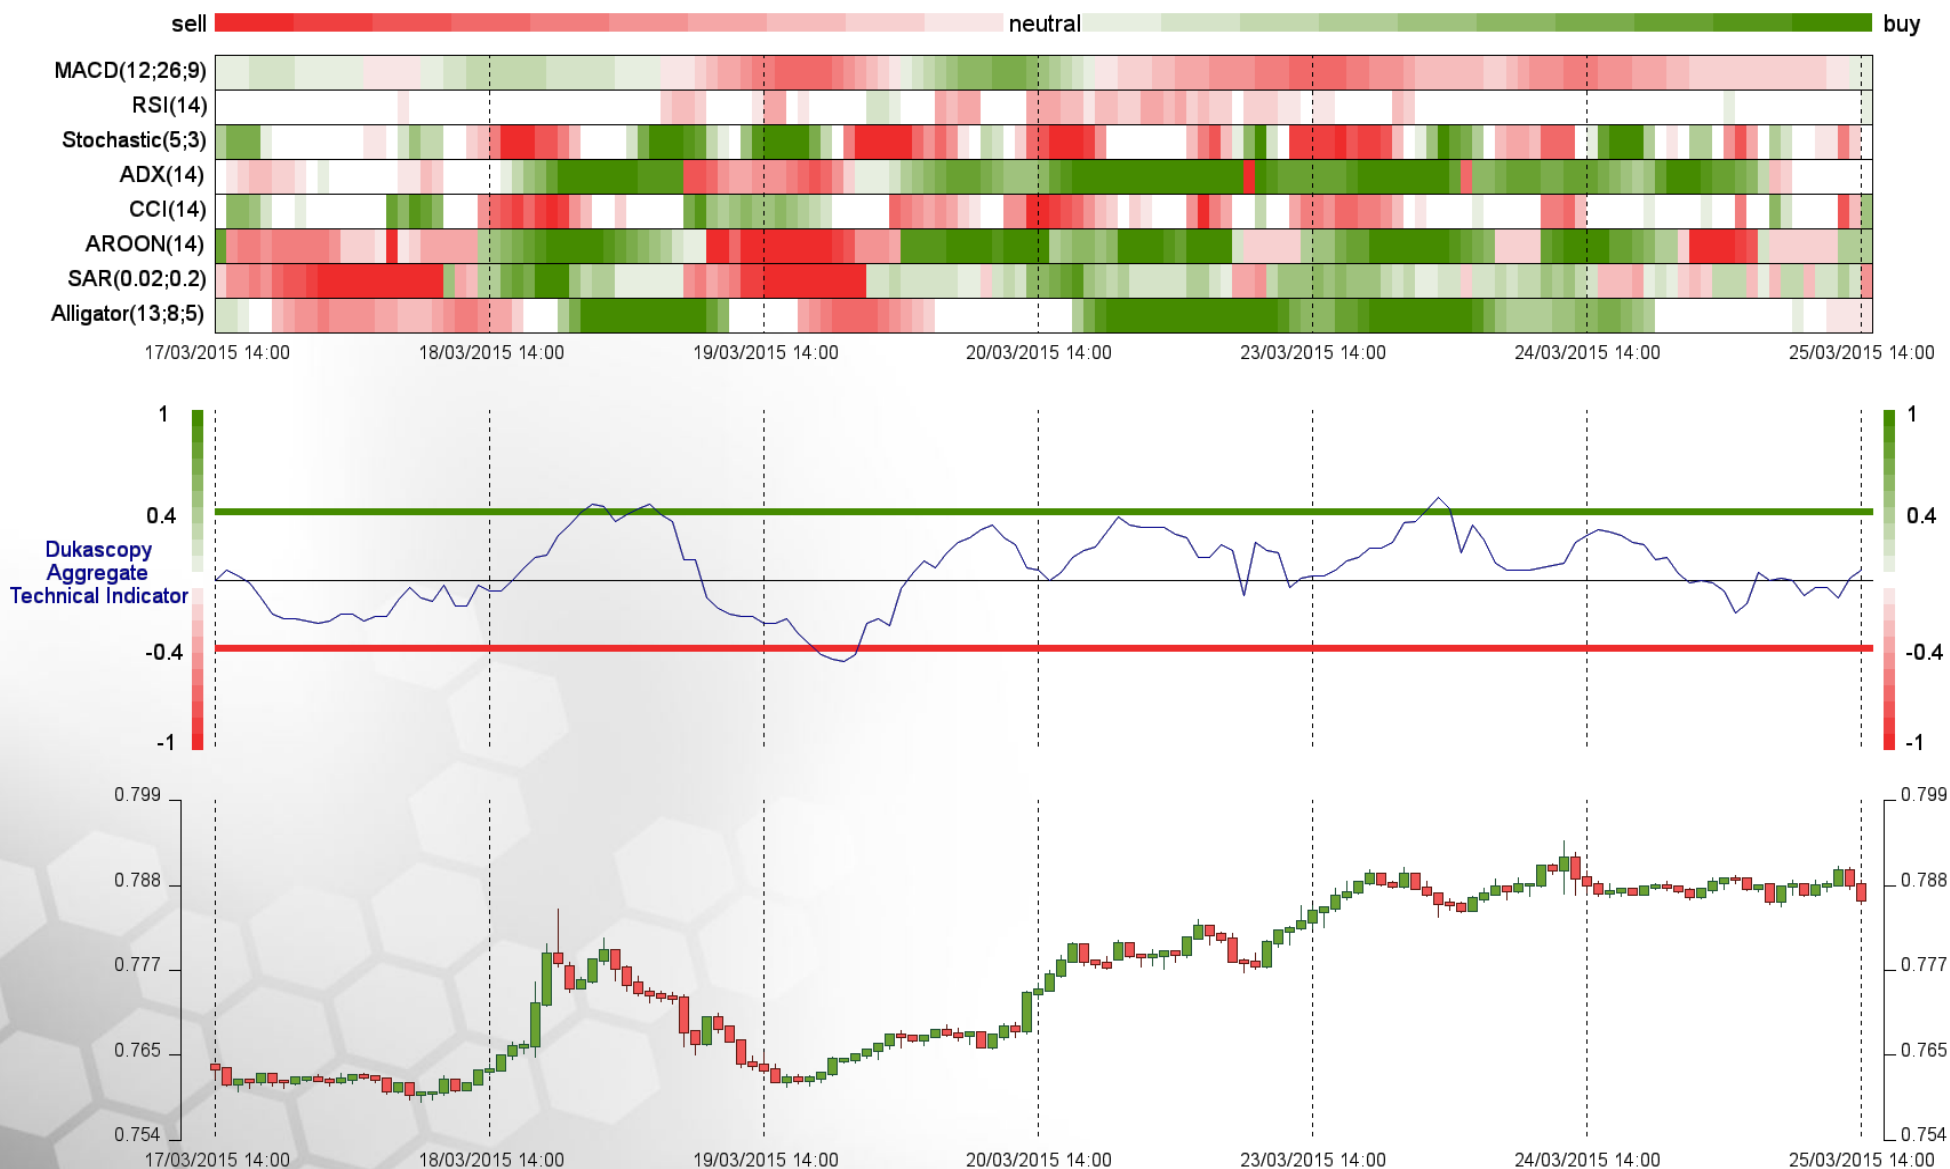 sell neutral buy
MACD(12;26;9)
RSI(14)
Stochastic(5;3)
ADX(14)
CCI(14)
AROON(14)
SAR(0.02;0.2)
Alligator(13;8;5)
17/03/2015 14:00 18/03/2015 14:00 19/03/2015 14:00 20/03/2015 14:00 23/03/2015 14:00 24/03/2015 14:00 25/03/2015 14:00
1 1
0.4 0.4
Dukascopy
Aggregate
Technical Indicator
-0.4 -0.4
-1 -1
0.799 0.799
0.788 0.788
0.777 0.777
0.765 0.765
0.754 0.754
17/03/2015 14:00 18/03/2015 14:00 19/03/2015 14:00 20/03/2015 14:00 23/03/2015 14:00 24/03/2015 14:00 25/03/2015 14:00